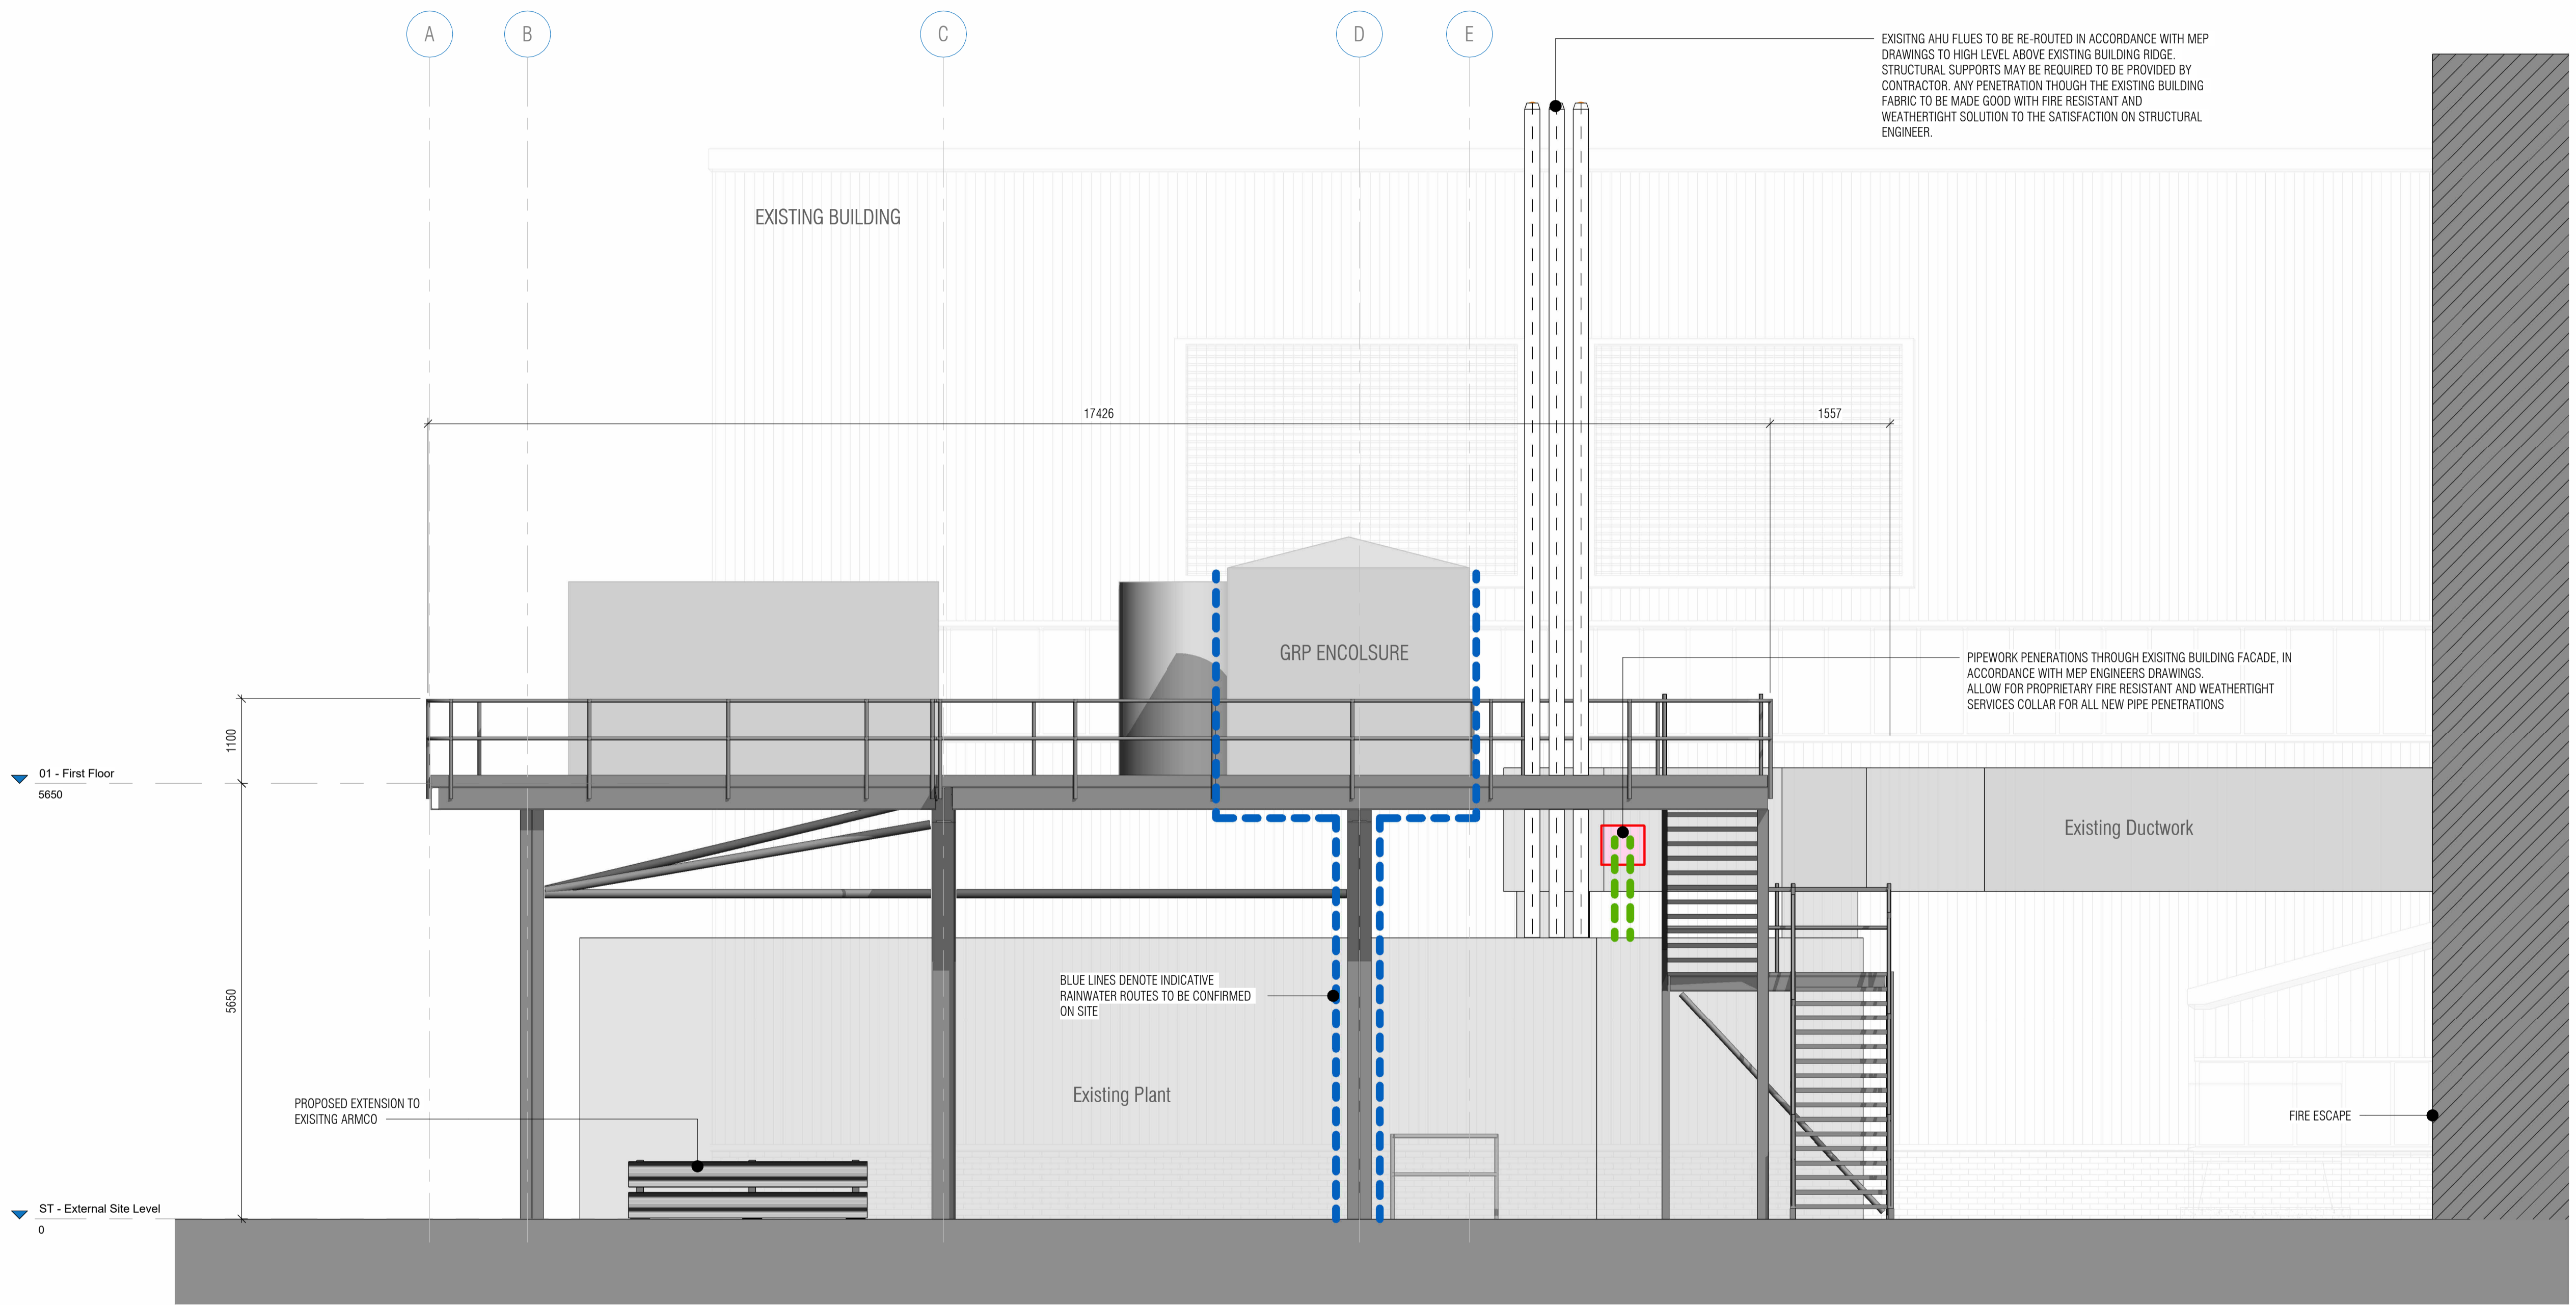 A
B
C
D
E
EXISITNG AHU FLUES TO BE RE-ROUTED IN ACCORDANCE WITH MEP
DRAWINGS TO HIGH LEVEL ABOVE EXISTING BUILDING RIDGE.
STRUCTURAL SUPPORTS MAY BE REQUIRED TO BE PROVIDED BY
CONTRACTOR. ANY PENETRATION THOUGH THE EXISTING BUILDING
FABRIC TO BE MADE GOOD WITH FIRE RESISTANT AND
WEATHERTIGHT SOLUTION TO THE SATISFACTION ON STRUCTURAL
ENGINEER.
EXISTING BUILDING
17426
1557
GRP ENCOLSURE
PIPEWORK PENERATIONS THROUGH EXISITNG BUILDING FACADE, IN
ACCORDANCE WITH MEP ENGINEERS DRAWINGS.
ALLOW FOR PROPRIETARY FIRE RESISTANT AND WEATHERTIGHT
SERVICES COLLAR FOR ALL NEW PIPE PENETRATIONS
1100
01 - First Floor
5650
Existing Ductwork
BLUE LINES DENOTE INDICATIVE
RAINWATER ROUTES TO BE CONFIRMED
ON SITE
5650
Existing Plant
PROPOSED EXTENSION TO
EXISITNG ARMCO
FIRE ESCAPE
ST - External Site Level
0